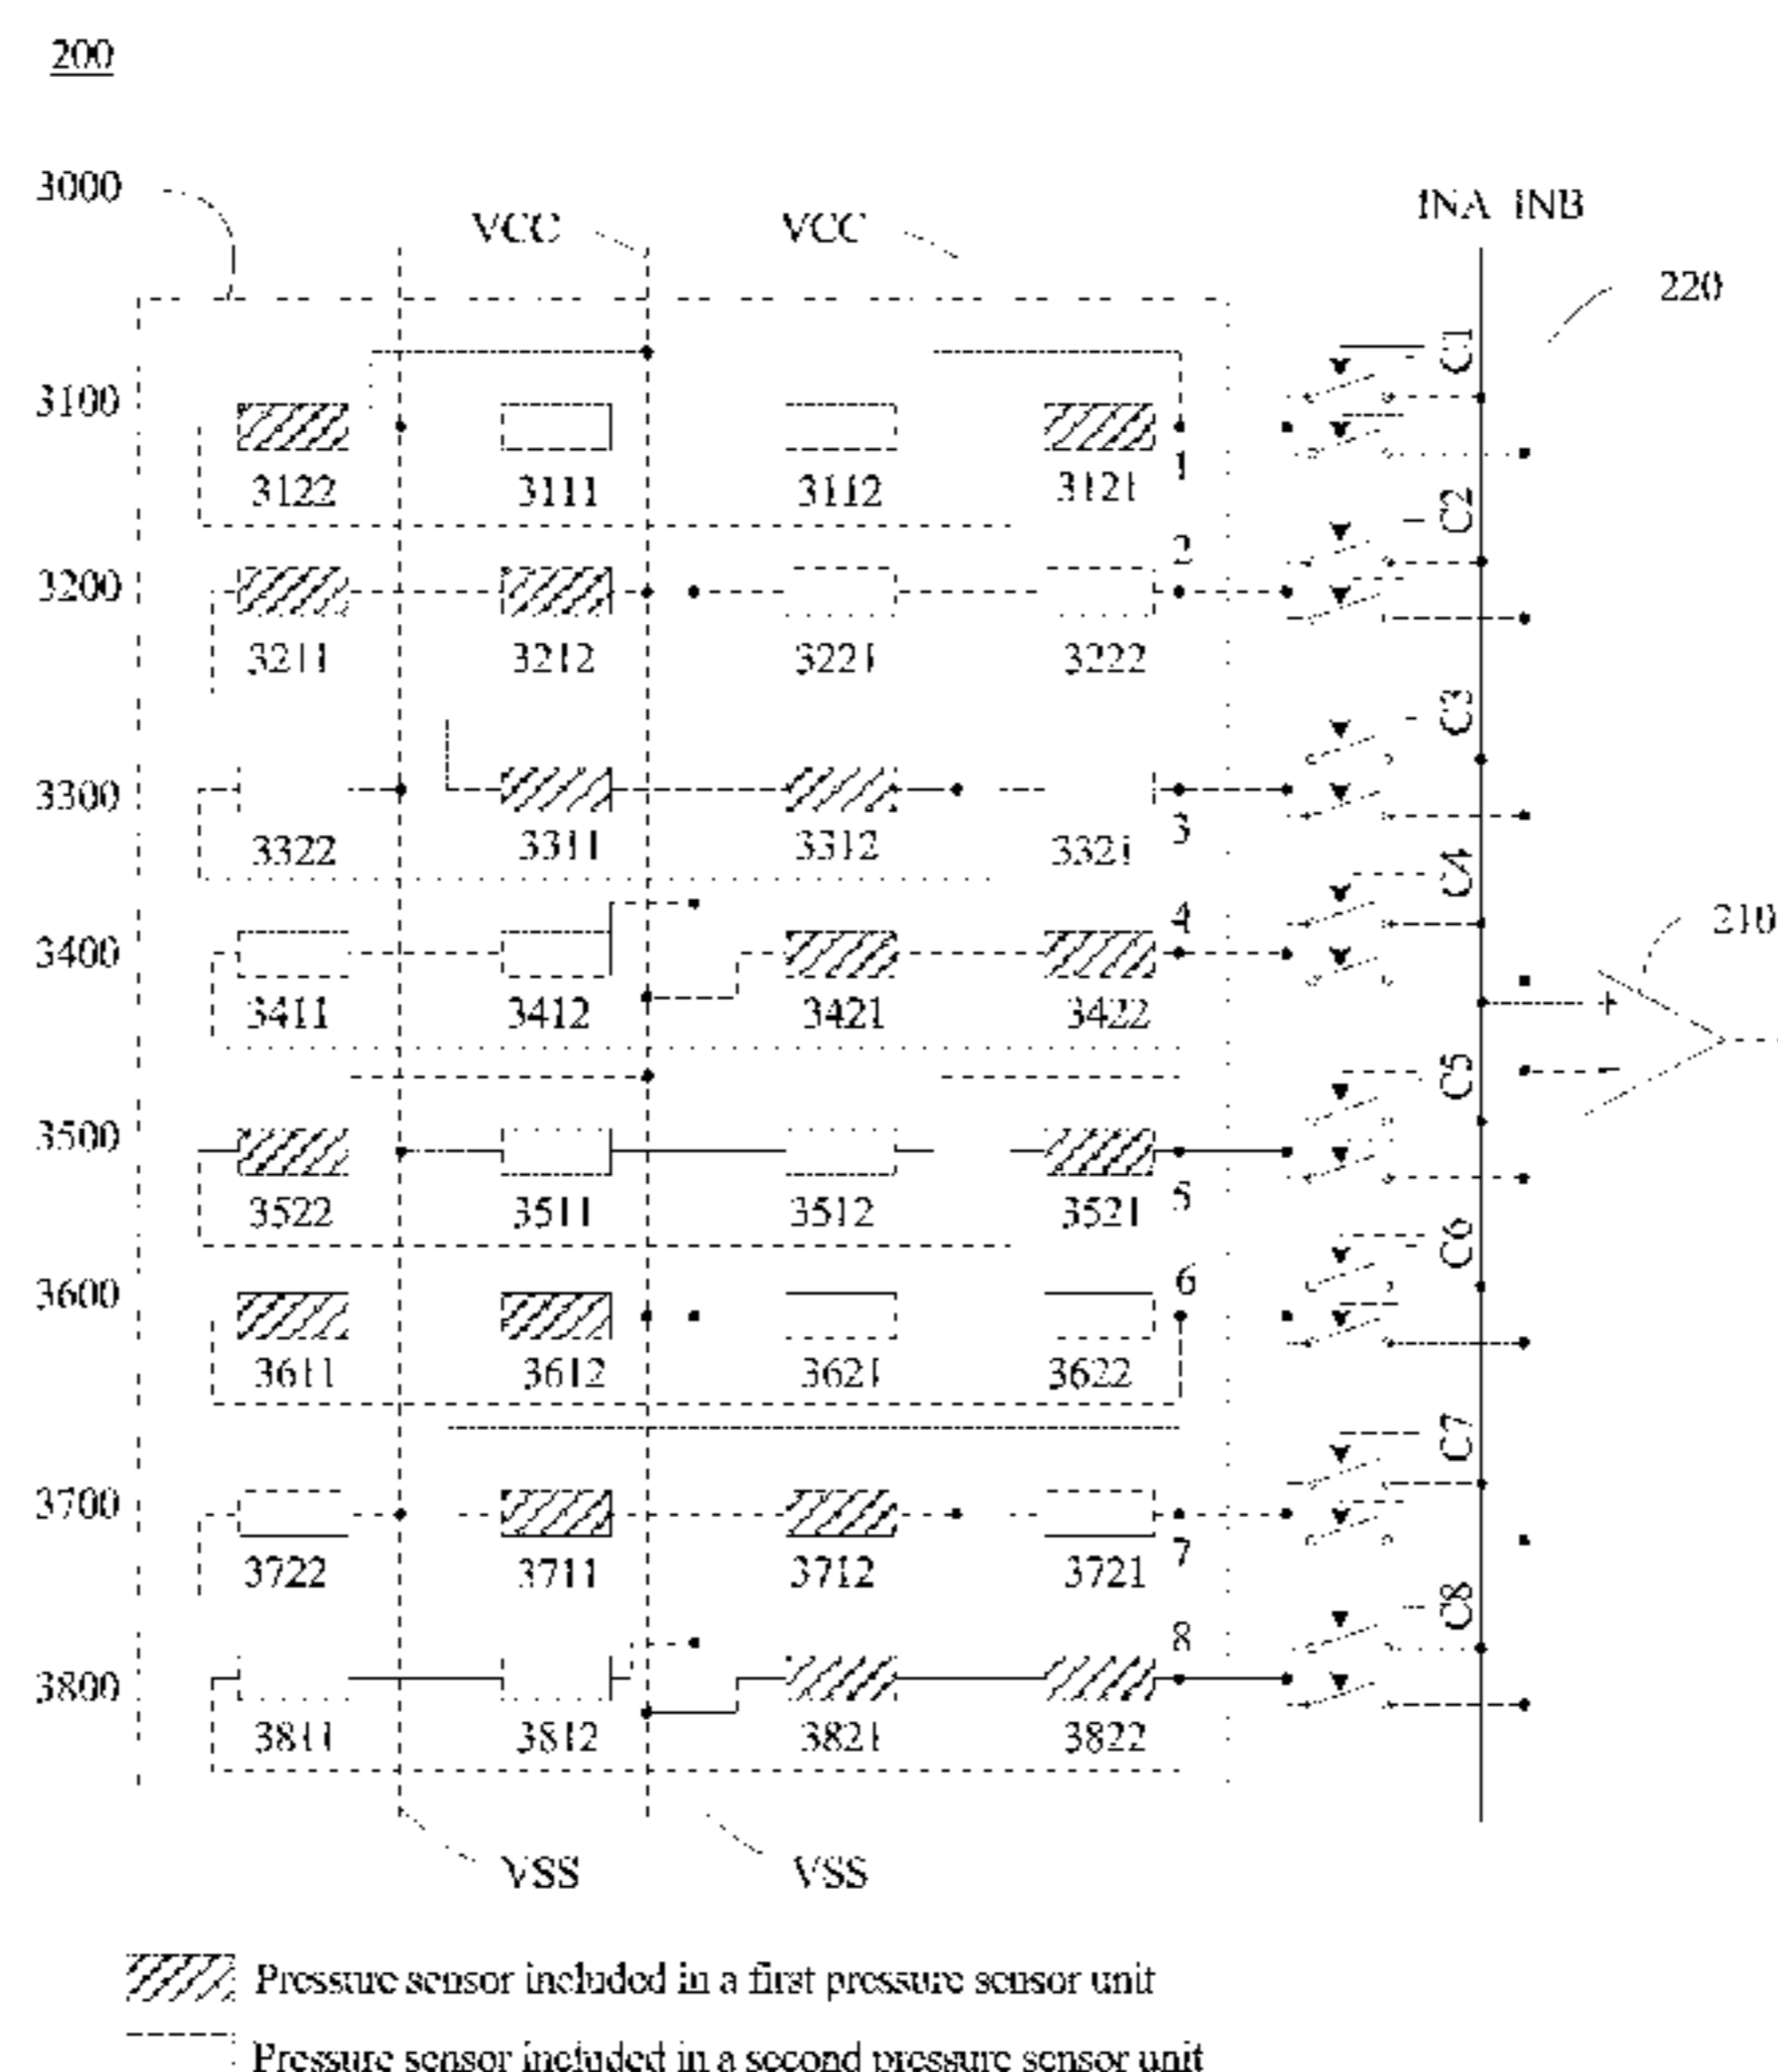 200
3000
VCC VCC
INA INB
220
C1
3100
3122 3111 3112 3121 1
C2
2
3200
3211 3212 3221 3222
C3
3300
3322 3311 3312 3321 3
C4
4
210
3400
3411 3412 3421 3422
+
C5
−
3500
3522 3511 3512 3521 5
C6
6
3600
3611 3612 3621 3622
C7
3700
3722 3711 3712 3721 7
C8
8
3800
3811 3812 3821 3822
VSS VSS
Pressure sensor included in a first pressure sensor unit
Pressure sensor included in a second pressure sensor unit